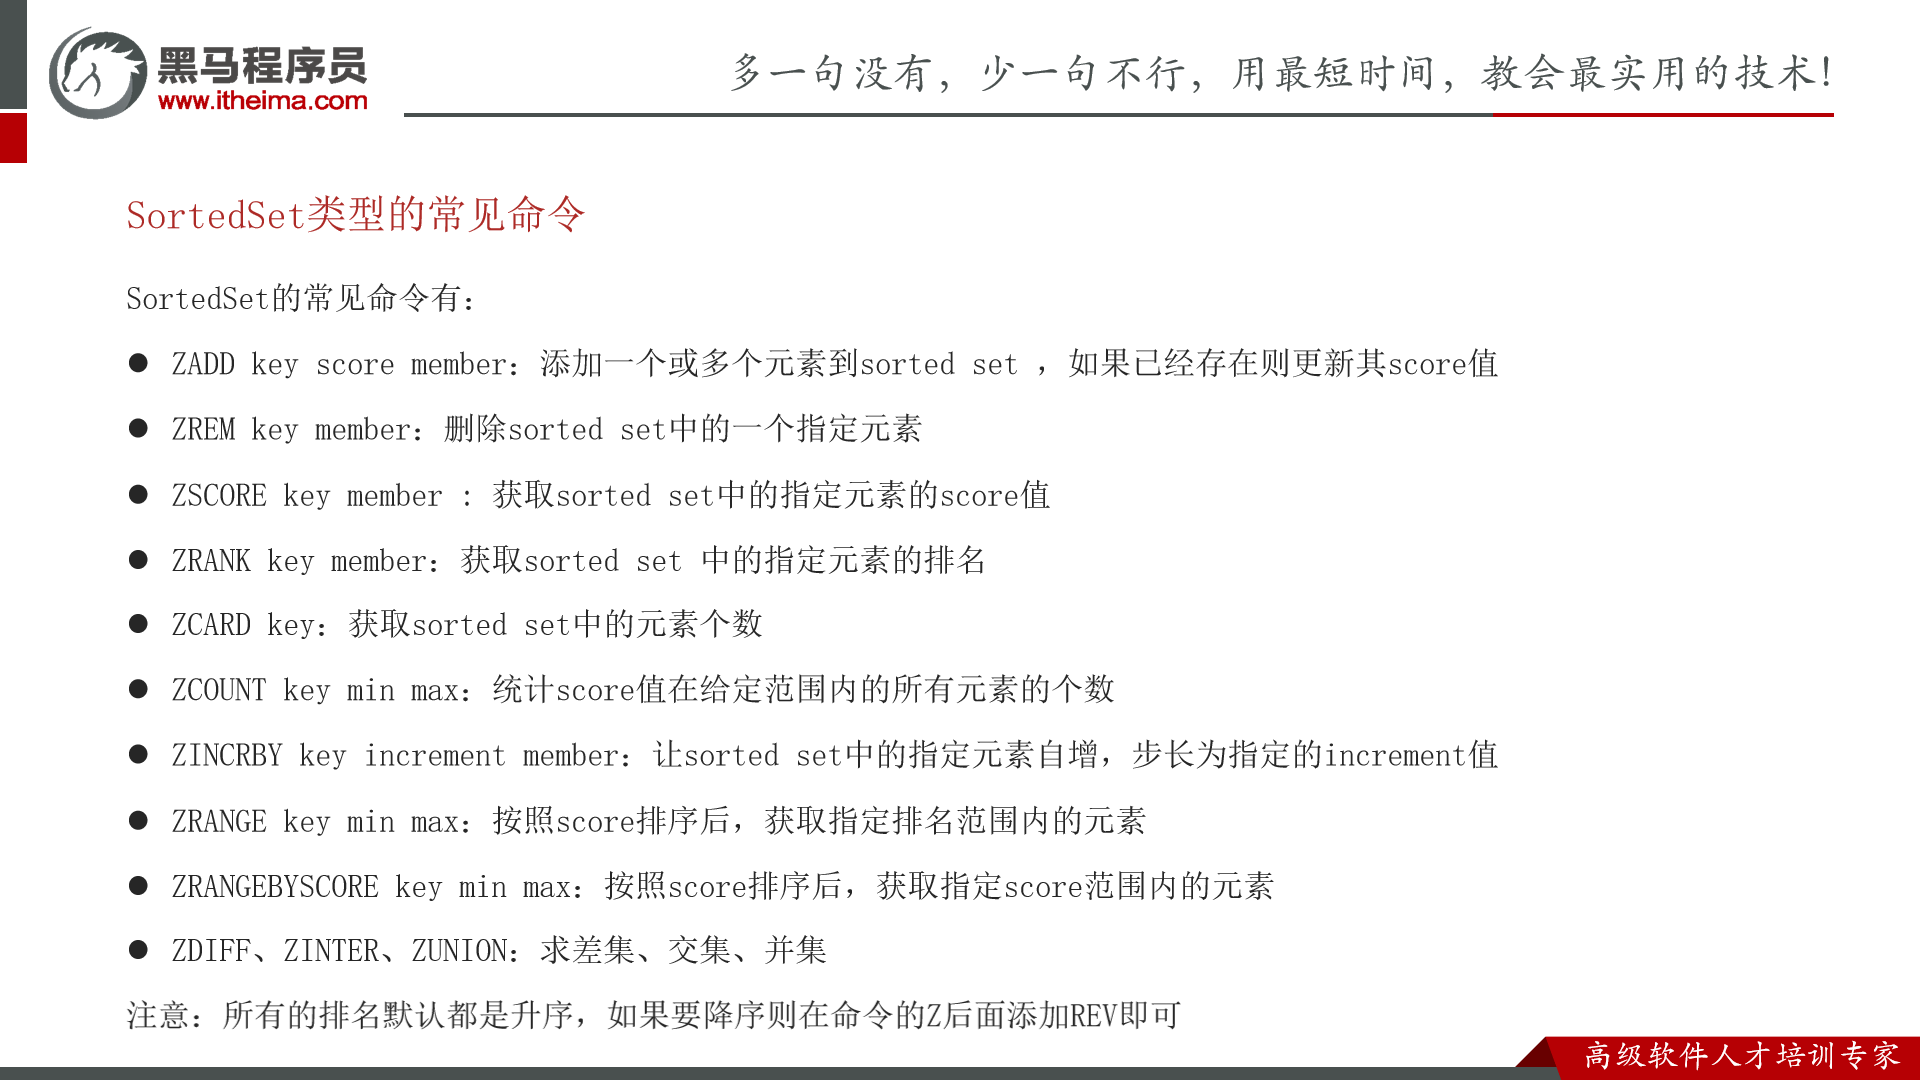 黑马程序员
www.itheima.com
多一句没有，少一句不行，用最短时间，教会最实用的技术！
SortedSet类型的常见命令
SortedSet的常见命令有：
● ZADD key score member：添加一个或多个元素到sorted set ，如果已经存在则更新其score值
● ZREM key member：删除sorted set中的一个指定元素
● ZSCORE key member : 获取sorted set中的指定元素的score值
● ZRANK key member：获取sorted set 中的指定元素的排名
● ZCARD key：获取sorted set中的元素个数
● ZCOUNT key min max：统计score值在给定范围内的所有元素的个数
● ZINCRBY key increment member：让sorted set中的指定元素自增，步长为指定的increment值
● ZRANGE key min max：按照score排序后，获取指定排名范围内的元素
● ZRANGEBYSCORE key min max：按照score排序后，获取指定score范围内的元素
● ZDIFF、ZINTER、ZUNION：求差集、交集、并集
注意：所有的排名默认都是升序，如果要降序则在命令的Z后面添加REV即可
高级软件人才培训专家